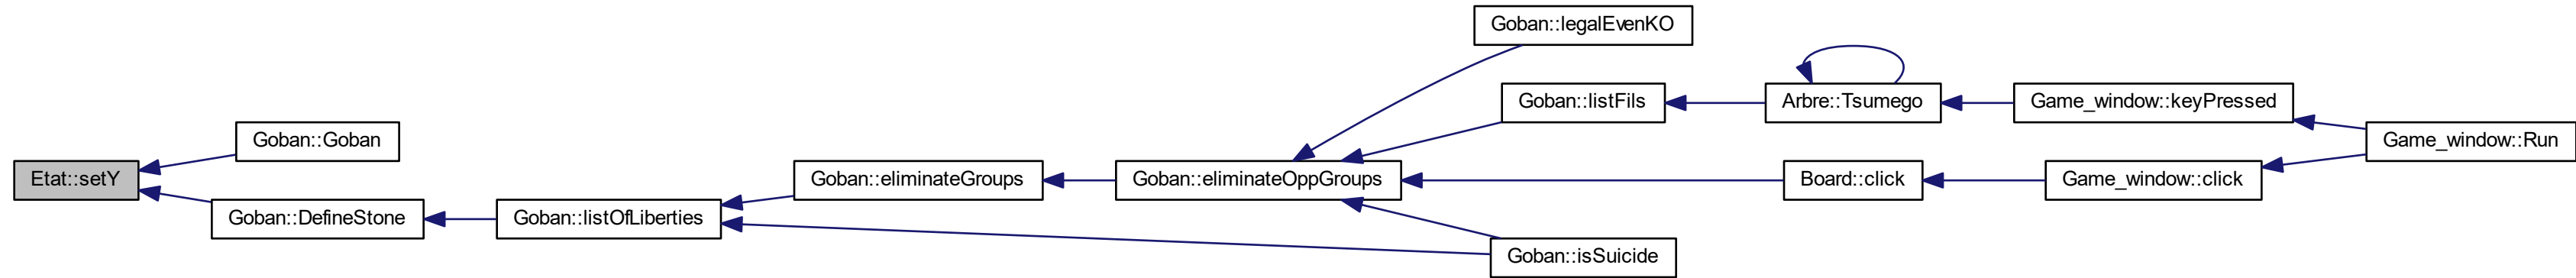 Etat::setY
Goban::Goban
Goban::DefineStone
Goban::listOfLiberties
Goban::eliminateGroups
Goban::eliminateOppGroups
Goban::legalEvenKO
Goban::listFils
Board::click
Goban::isSuicide
Arbre::Tsumego
Game_window::keyPressed
Game_window::click
Game_window::Run